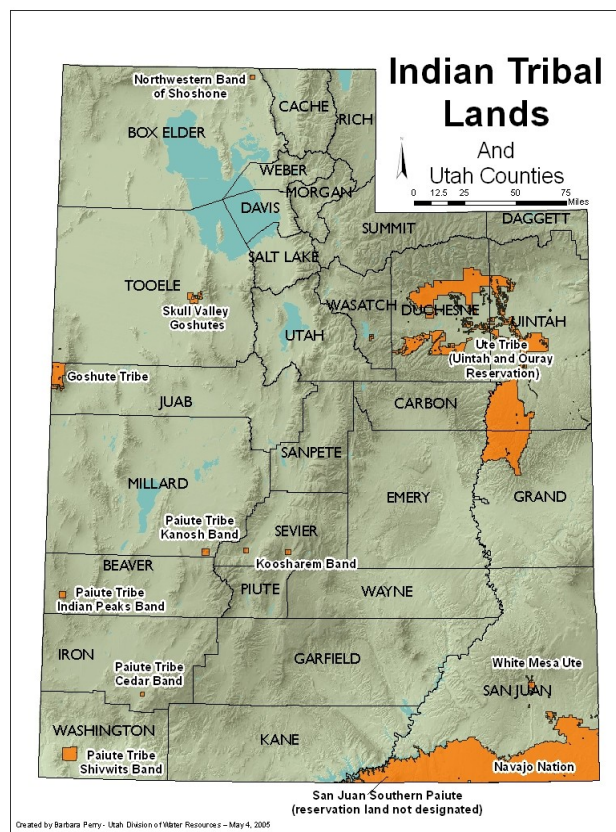 Indian Tribal
Lands
And
Utah Counties
N
0 12.5 25 50 75
Miles
Northwestern Band
of Shoshone
CACHE
RICH
BOX ELDER
WEBER
MORGAN
DAVIS
SUMMIT
DAGGETT
SALT LAKE
TOOELE
Skull Valley
Goshutes
WASATCH
DUCHESNE
UINTAH
UTAH
Ute Tribe
(Uintah and Ouray
Reservation)
Goshute Tribe
JUAB
CARBON
SANPETE
MILLARD
EMERY
GRAND
Paiute Tribe
Kanosh Band
SEVIER
Koosharem Band
BEAVER
Paiute Tribe
Indian Peaks Band
PIUTE
WAYNE
IRON
GARFIELD
Paiute Tribe
Cedar Band
White Mesa Ute
SAN JUAN
WASHINGTON
KANE
Paiute Tribe
Shivwits Band
Navajo Nation
San Juan Southern Paiute
(reservation land not designated)
Created by Barbara Perry - Utah Division of Water Resources – May 4, 2005